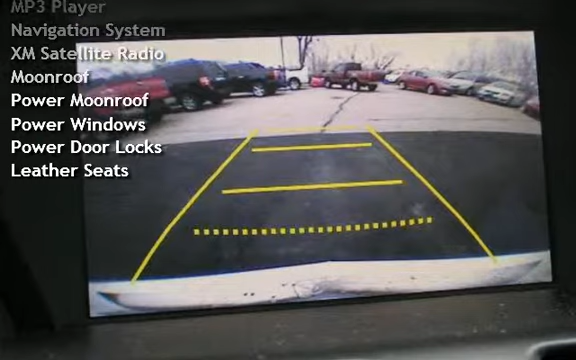 MP3 Player
Navigation System
XM Satellite Radio
Moonroof
Power Moonroof
Power Windows
Power Door Locks
Leather Seats